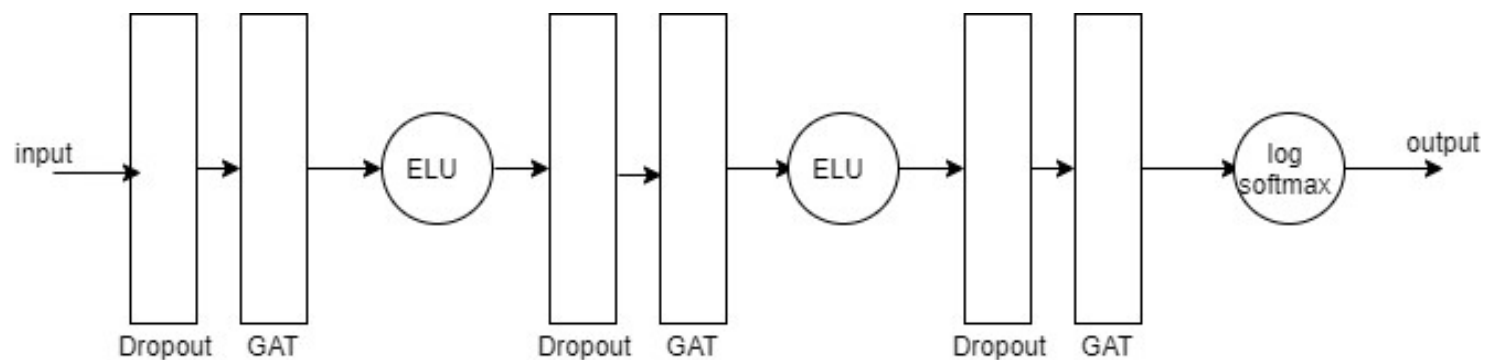 input
ELU
ELU
log
softmax
output
Dropout
GAT
Dropout
GAT
Dropout
GAT